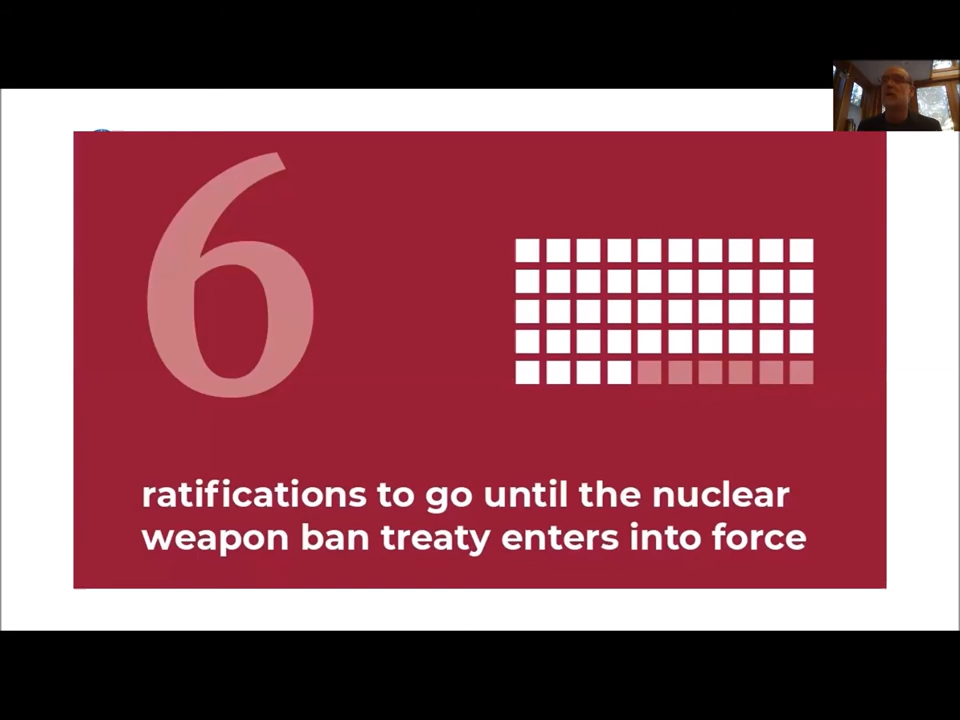 6
ratifications to go until the nuclear
weapon ban treaty enters into force